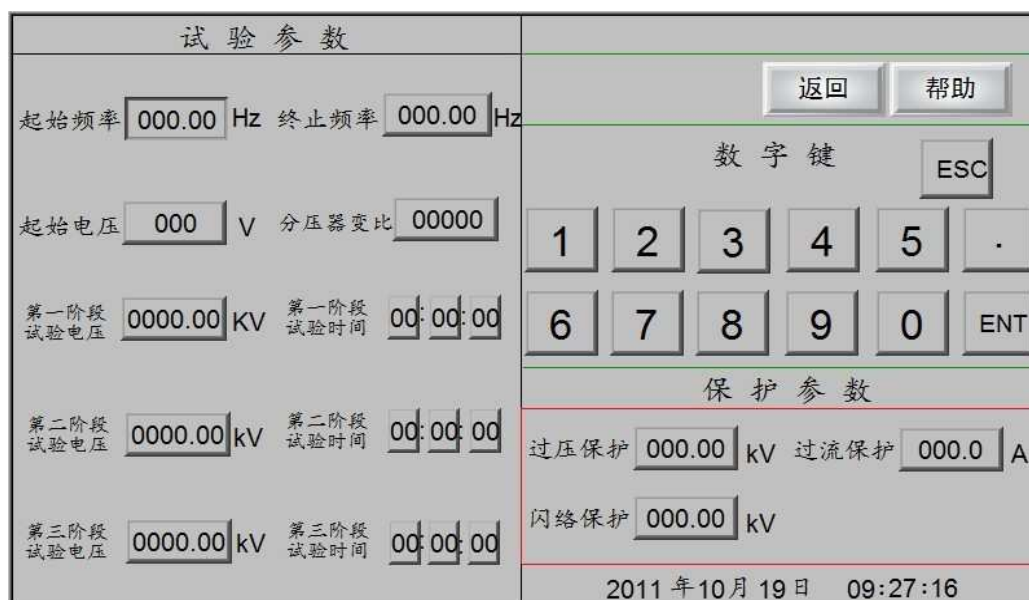 试验参数
起始频率 000.00 Hz 终止频率 000.00 Hz
起始电压 000 V 分压器变比 00000
第一阶段试验电压 0000.00 KV 第一阶段试验时间 00:00:00
第二阶段试验电压 0000.00 kV 第二阶段试验时间 00:00:00
第三阶段试验电压 0000.00 kV 第三阶段试验时间 00:00:00
返回 帮助
数字键 ESC
1 2 3 4 5 .
6 7 8 9 0 ENT
保护参数
过压保护 000.00 kV 过流保护 000.0 A
闪络保护 000.00 kV
2011年10月19日 09:27:16